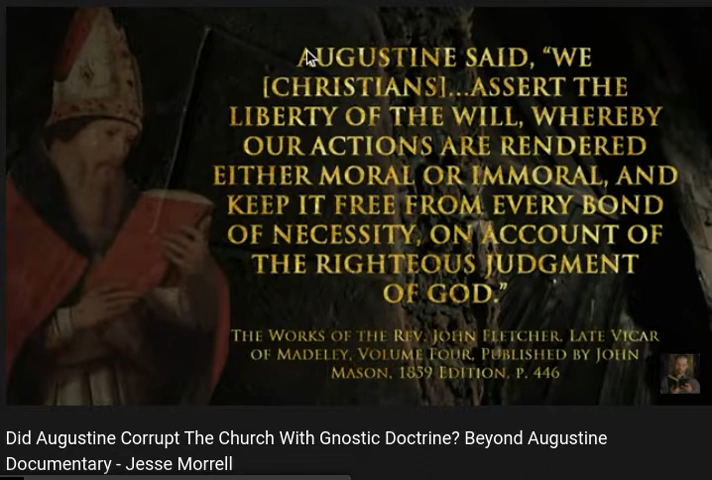 AUGUSTINE SAID, “WE
[CHRISTIANS]...ASSERT THE
LIBERTY OF THE WILL, WHEREBY
OUR ACTIONS ARE RENDERED
EITHER MORAL OR IMMORAL, AND
KEEP IT FREE FROM EVERY BOND
OF NECESSITY, ON ACCOUNT OF
THE RIGHTEOUS JUDGMENT
OF GOD.”
THE WORKS OF THE REV. JOHN FLETCHER, LATE VICAR
OF MADELEY, VOLUME FOUR, PUBLISHED BY JOHN
MASON, 1859 EDITION, P. 446
Did Augustine Corrupt The Church With Gnostic Doctrine? Beyond Augustine
Documentary - Jesse Morrell